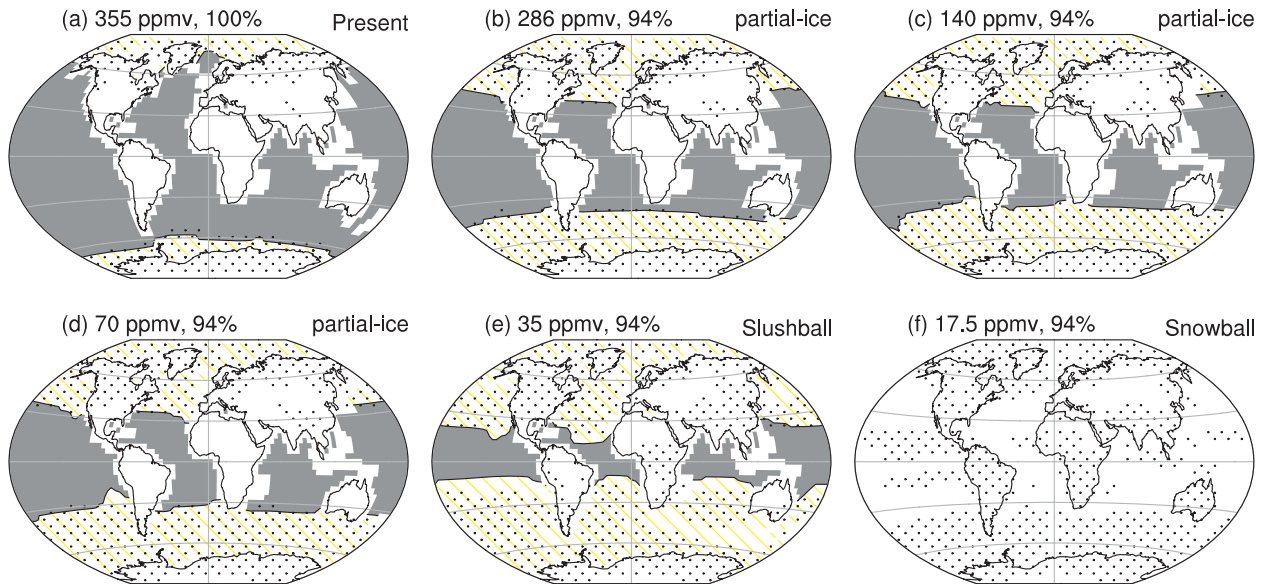 (a) 355 ppmv, 100% Present
(b) 286 ppmv, 94% partial-ice
(c) 140 ppmv, 94% partial-ice
(d) 70 ppmv, 94% partial-ice
(e) 35 ppmv, 94% Slushball
(f) 17.5 ppmv, 94% Snowball